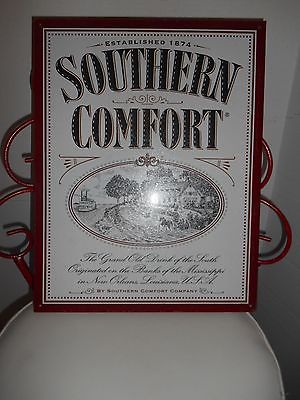 ESTABLISHED 1874
SOUTHERN
COMFORT®
The Grand Old Drink of the South
Originated on the Banks of the Mississippi
in New Orleans, Louisiana, U.S.A.
BY SOUTHERN COMFORT COMPANY